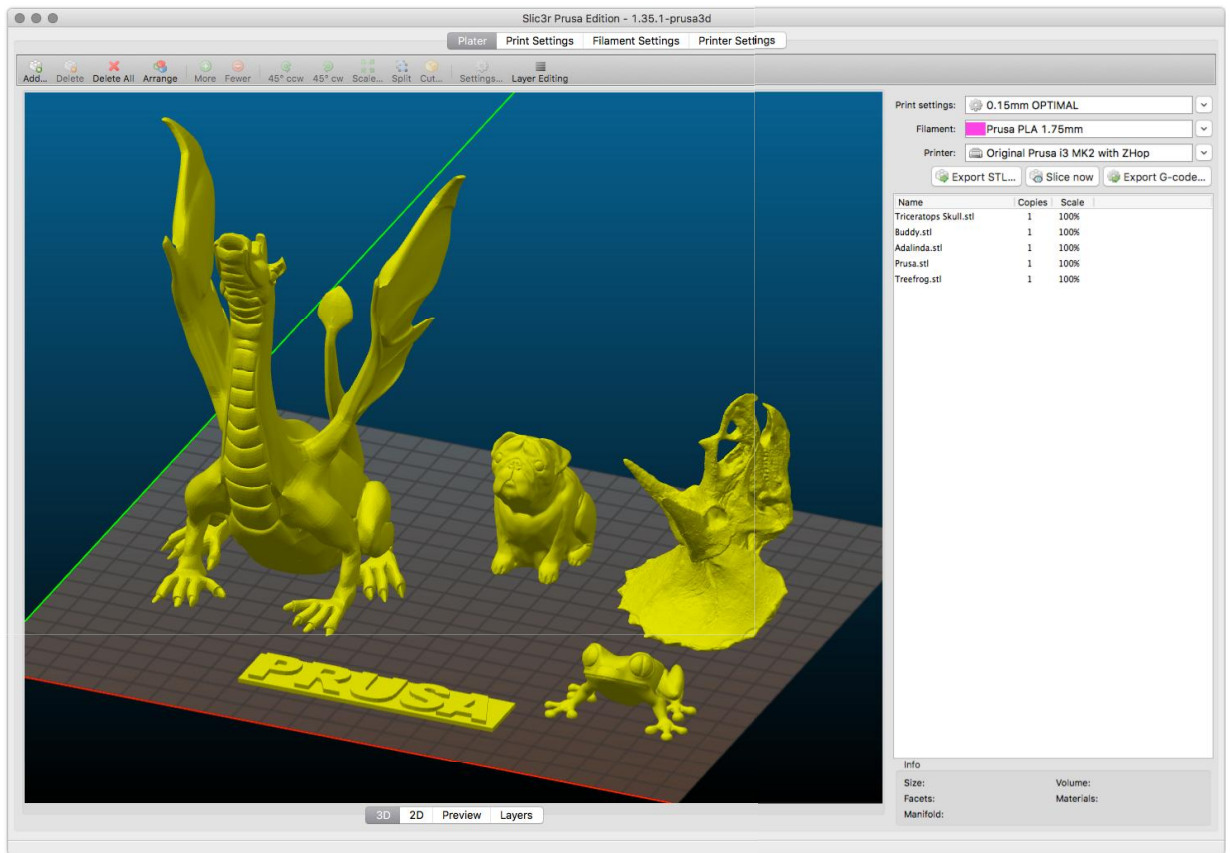 Slic3r Prusa Edition - 1.35.1-prusa3d
Plater Print Settings Filament Settings Printer Settings
Add... Delete Delete All Arrange More Fewer 45° ccw 45° cw Scale... Split Cut... Settings... Layer Editing
Print settings: 0.15mm OPTIMAL
Filament: Prusa PLA 1.75mm
Printer: Original Prusa i3 MK2 with ZHop
Export STL... Slice now Export G-code...
Name Copies Scale
Triceratops Skull.stl 1 100%
Buddy.stl 1 100%
Adalinda.stl 1 100%
Prusa.stl 1 100%
Treefrog.stl 1 100%
PRUSA
Info
Size: Volume:
Facets: Materials:
Manifold:
3D 2D Preview Layers